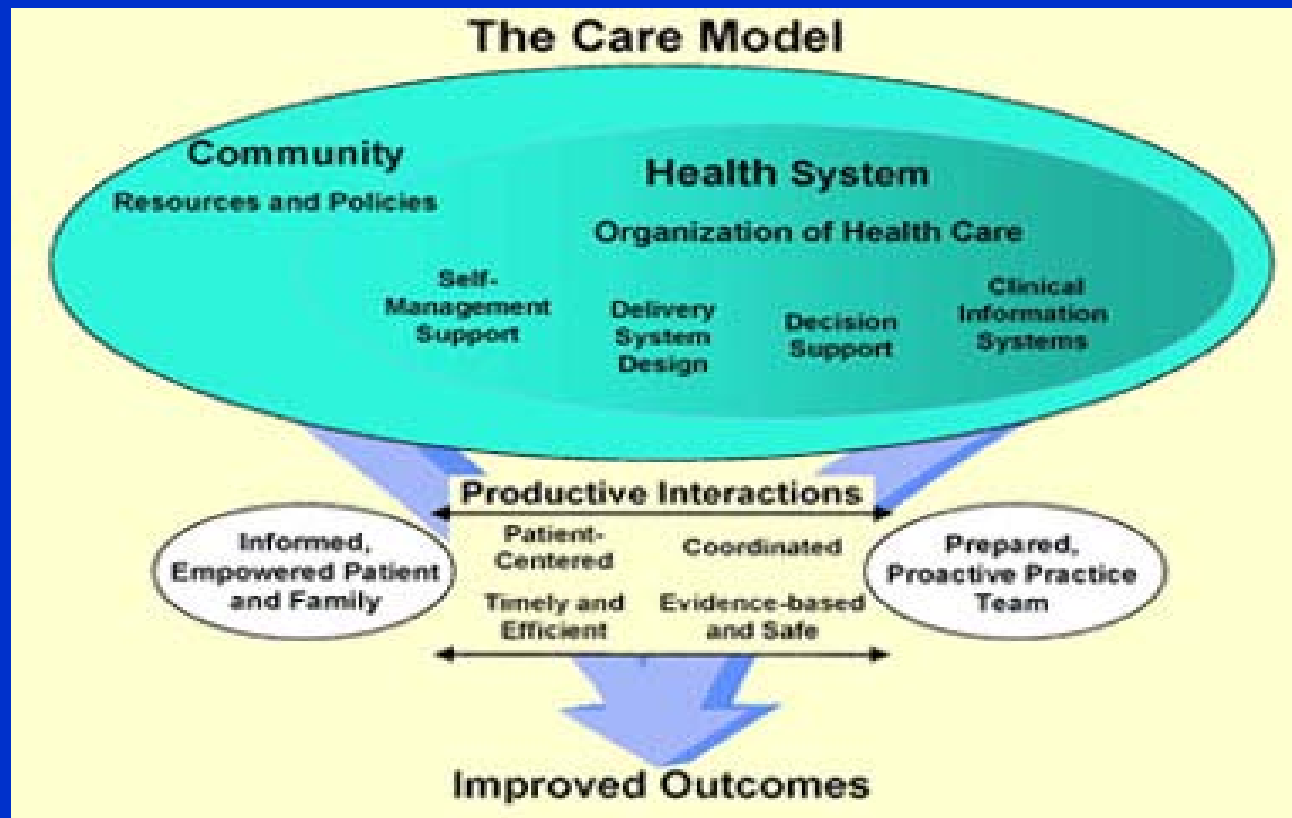 The Care Model
Community
Resources and Policies
Health System
Organization of Health Care
Self-
Management
Support
Delivery
System
Design
Decision
Support
Clinical
Information
Systems
Productive Interactions
Informed,
Empowered Patient
and Family
Patient-
Centered
Coordinated
Timely and
Efficient
Evidence-based
and Safe
Prepared,
Proactive Practice
Team
Improved Outcomes